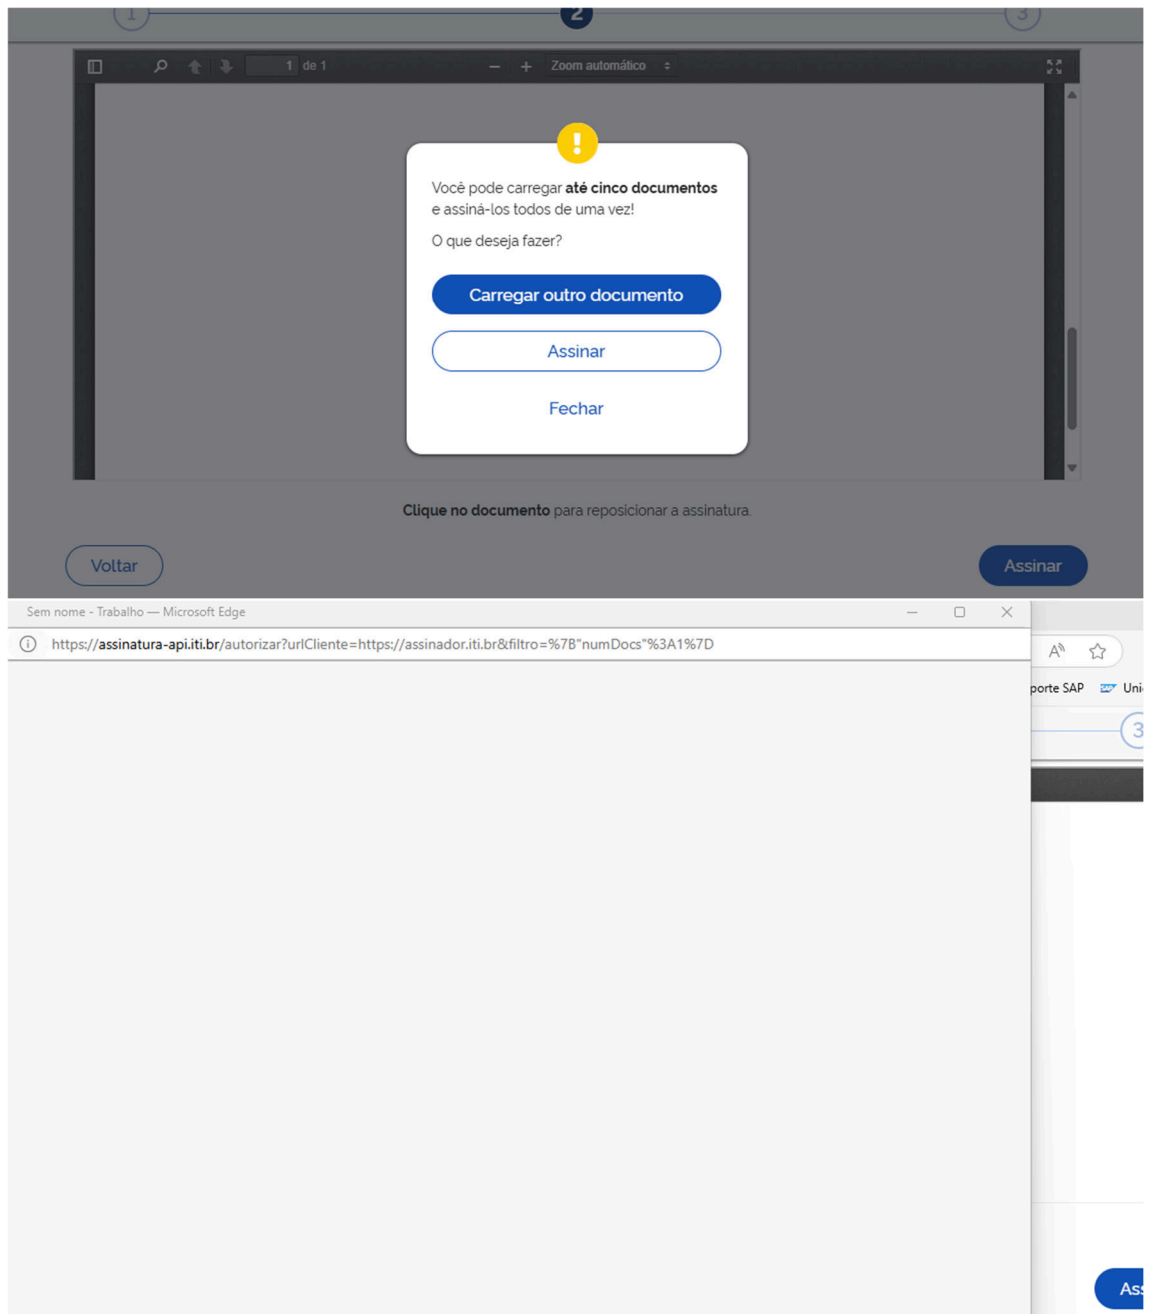 1
2
3
1 de 1
Zoom automático
Você pode carregar até cinco documentos
e assiná-los todos de uma vez!
O que deseja fazer?
Carregar outro documento
Assinar
Fechar
Clique no documento para reposicionar a assinatura.
Voltar
Assinar
Sem nome - Trabalho — Microsoft Edge
https://assinatura-api.iti.br/autorizar?urlCliente=https://assinador.iti.br&filtro=%7B"numDocs"%3A1%7D
porte SAP
SAP
Uni
3
Ass